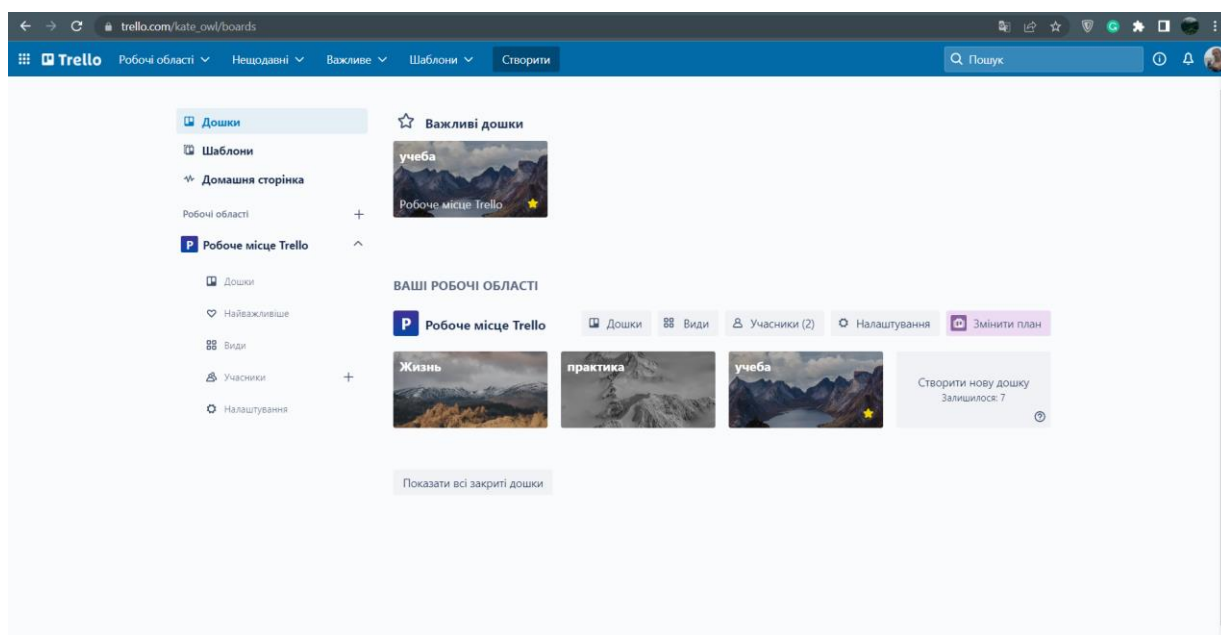 trello.com/kate_owl/boards
Trello Робочі області Нещодавні Важливе Шаблони Створити Пошук
Дошки
Шаблони
Домашня сторінка
Робочі області
Робоче місце Trello
Дошки
Найважливіше
Види
Учасники
Налаштування
Важливі дошки
учеба
Робоче місце Trello
ВАШІ РОБОЧІ ОБЛАСТІ
P Робоче місце Trello Дошки Види Учасники (2) Налаштування Змінити план
Жизнь практика учеба
Створити нову дошку
Залишилося: 7
Показати всі закриті дошки